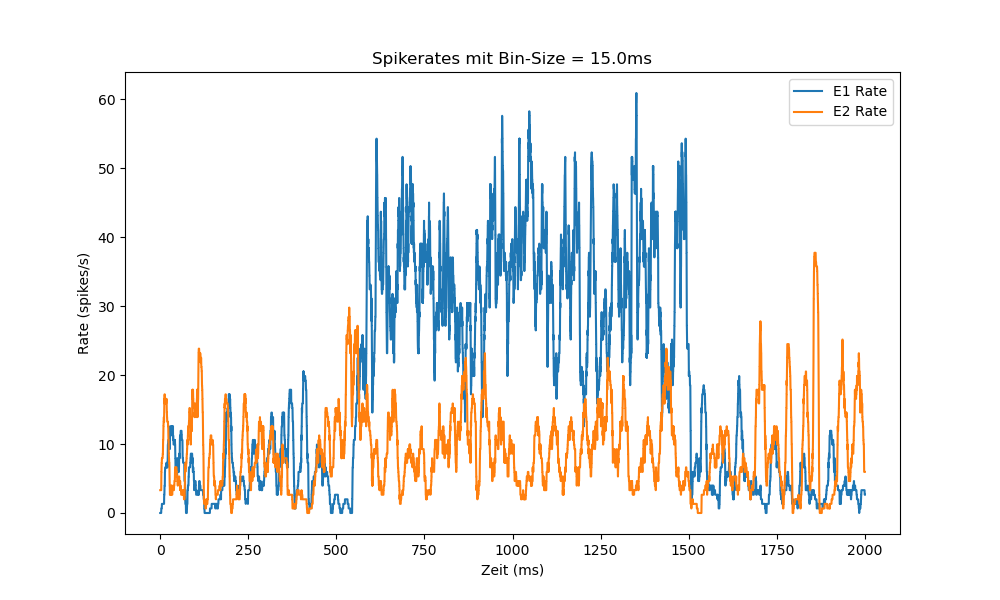 Spikerates mit Bin-Size = 15.0ms
E1 Rate
E2 Rate
60
50
40
30
20
10
0
Rate (spikes/s)
0 250 500 750 1000 1250 1500 1750 2000
Zeit (ms)